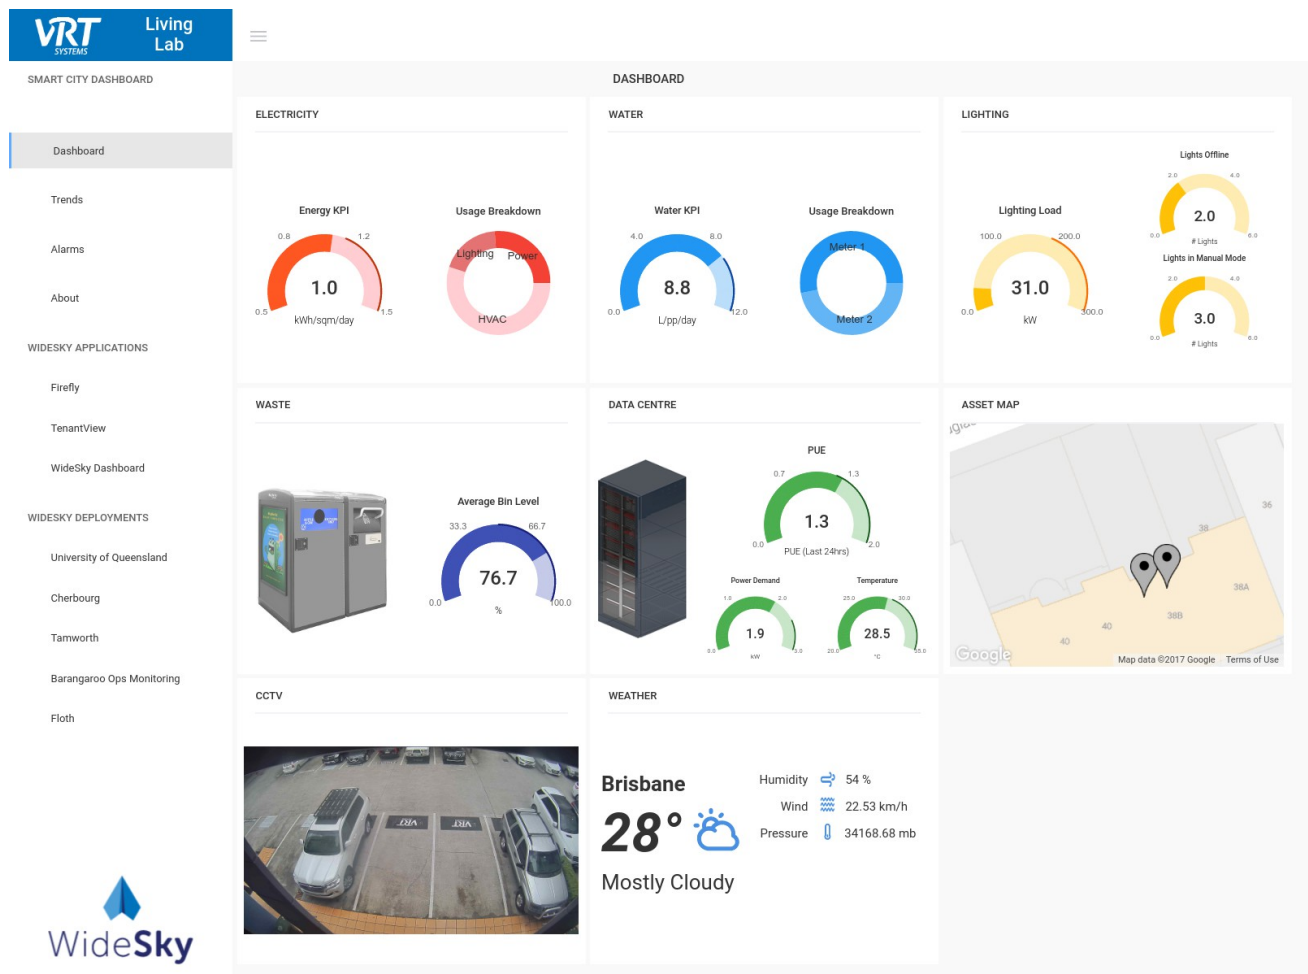 VRT
SYSTEMS
Living
Lab
SMART CITY DASHBOARD
Dashboard
Trends
Alarms
About
WIDESKY APPLICATIONS
Firefly
TenantView
WideSky Dashboard
WIDESKY DEPLOYMENTS
University of Queensland
Cherbourg
Tamworth
Barangaroo Ops Monitoring
Floth
WideSky
DASHBOARD
ELECTRICITY
Energy KPI
0.8 1.2
1.0
0.5 1.5
kWh/sqm/day
Usage Breakdown
Lighting Power
HVAC
WATER
Water KPI
4.0 8.0
8.8
0.0 12.0
L/pp/day
Usage Breakdown
Meter 1
Meter 2
LIGHTING
Lighting Load
100.0 200.0
31.0
0.0 300.0
kW
Lights Offline
2.0 4.0
2.0
0.0 6.0
# Lights
Lights in Manual Mode
2.0 4.0
3.0
0.0 6.0
# Lights
WASTE
Average Bin Level
33.3 66.7
76.7
0.0 100.0
%
DATA CENTRE
PUE
0.7 1.3
1.3
0.0 2.0
PUE (Last 24hrs)
Power Demand
1.0 2.0
1.9
0.0 3.0
kW
Temperature
25.0 30.0
28.5
20.0 35.0
°C
ASSET MAP
36
38
38A
38B
40
40
Google
Map data ©2017 Google Terms of Use
CCTV
VRT VRT
WEATHER
Brisbane
28°
Mostly Cloudy
Humidity 54 %
Wind 22.53 km/h
Pressure 34168.68 mb